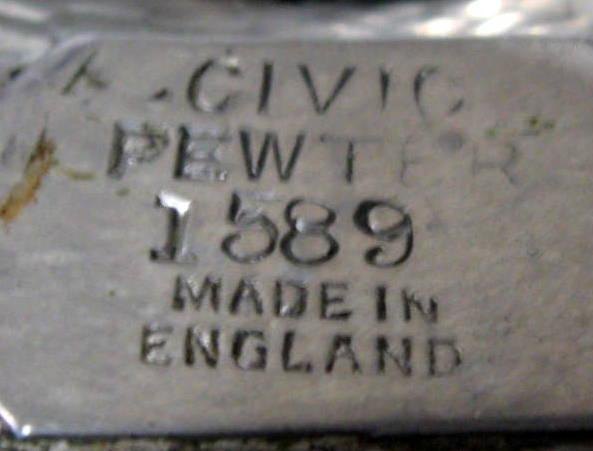 CIVIC
PEWTER
1589
MADE IN
ENGLAND